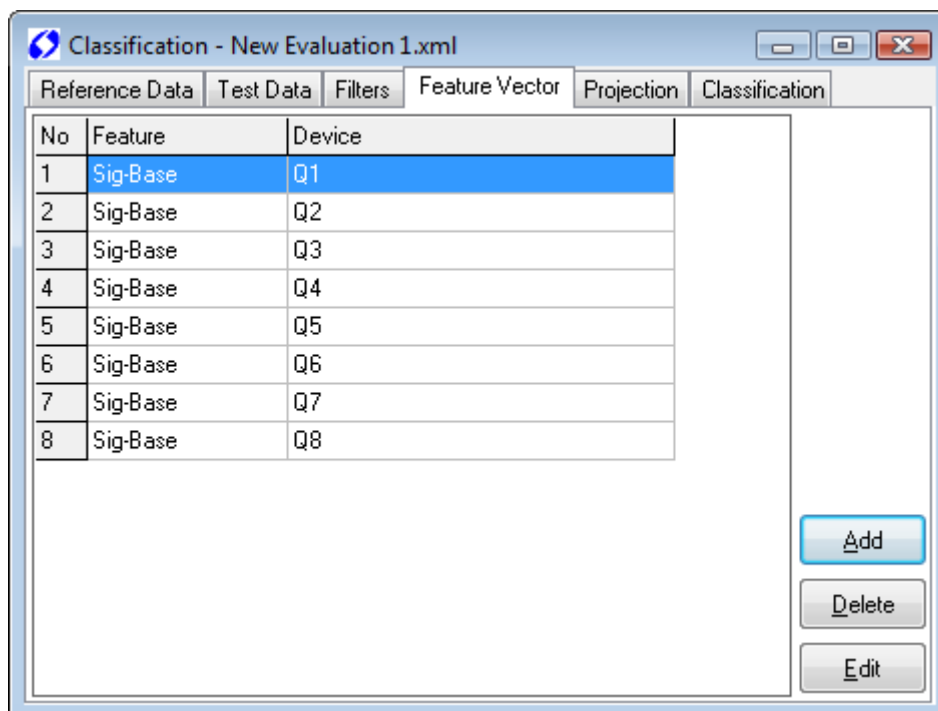 Classification - New Evaluation 1.xml
Reference Data Test Data Filters Feature Vector Projection Classification
No Feature Device
1 Sig-Base Q1
2 Sig-Base Q2
3 Sig-Base Q3
4 Sig-Base Q4
5 Sig-Base Q5
6 Sig-Base Q6
7 Sig-Base Q7
8 Sig-Base Q8
Add
Delete
Edit